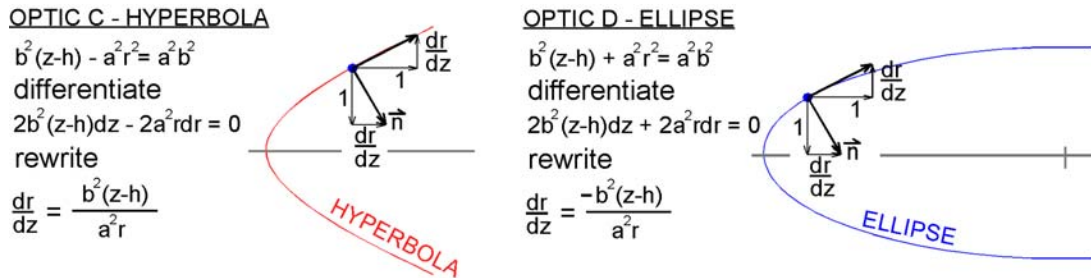 OPTIC C - HYPERBOLA
b²(z-h) - a²r² = a²b²
differentiate
2b²(z-h)dz - 2a²rdr = 0
rewrite
dr/dz = b²(z-h)/a²r
dr/dz
1
1
n⃗
dr/dz
HYPERBOLA
OPTIC D - ELLIPSE
b²(z-h) + a²r² = a²b²
differentiate
2b²(z-h)dz + 2a²rdr = 0
rewrite
dr/dz = -b²(z-h)/a²r
dr/dz
1
1
n⃗
dr/dz
ELLIPSE